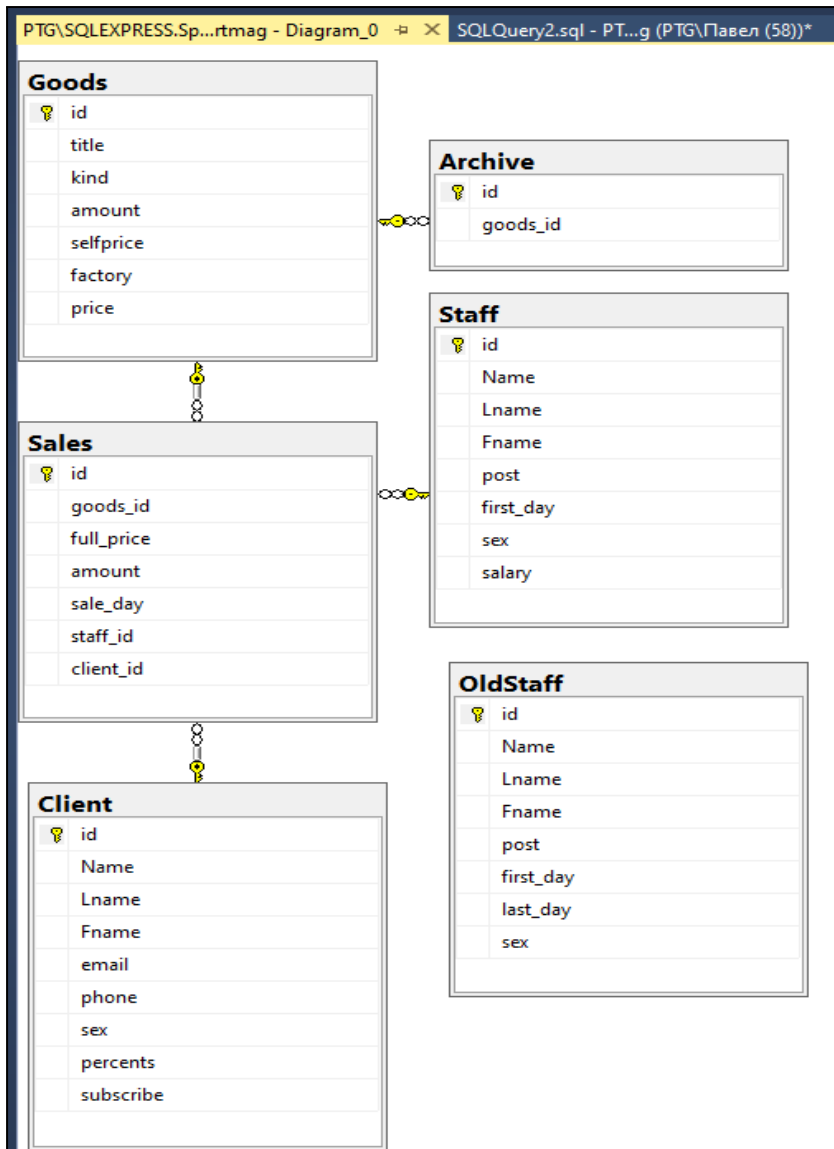 PTG\SQLEXPRESS.Sp...rtmag - Diagram_0
SQLQuery2.sql - PT...g (PTG\Павел (58))*
Goods
id
title
kind
amount
selfprice
factory
price
Archive
id
goods_id
Staff
id
Name
Lname
Fname
post
first_day
sex
salary
Sales
id
goods_id
full_price
amount
sale_day
staff_id
client_id
OldStaff
id
Name
Lname
Fname
post
first_day
last_day
sex
Client
id
Name
Lname
Fname
email
phone
sex
percents
subscribe